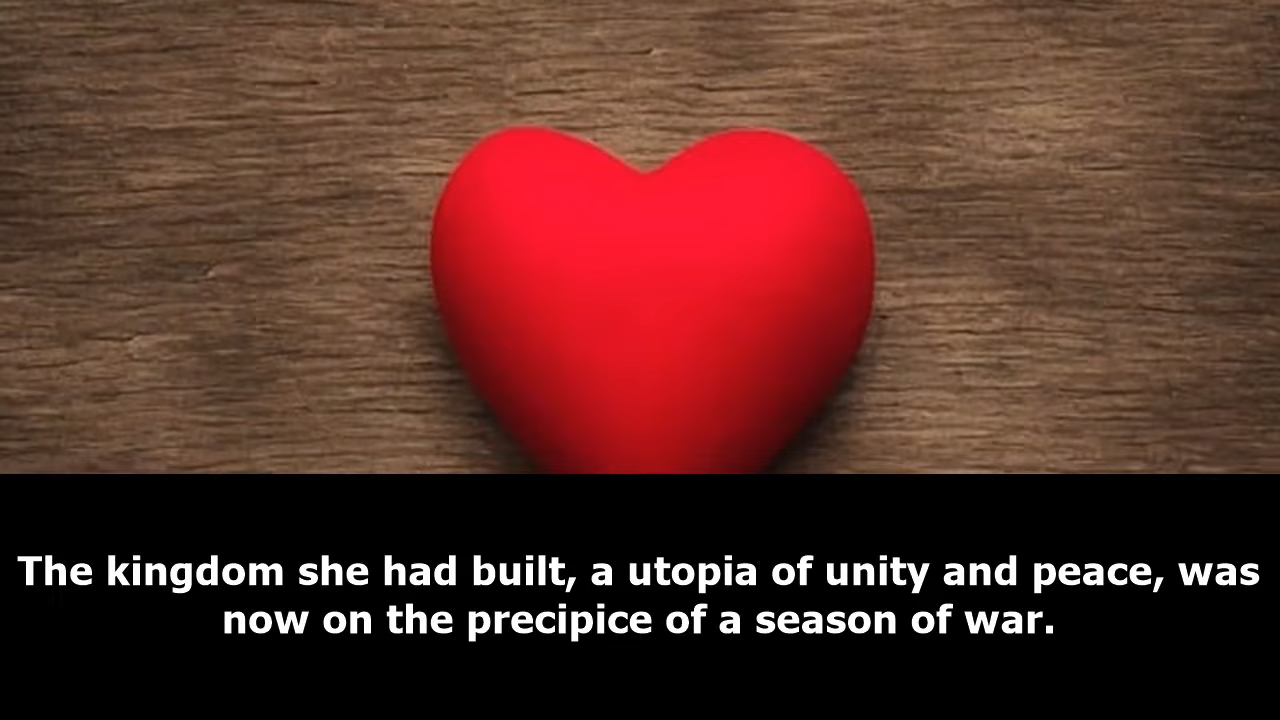 The kingdom she had built, a utopia of unity and peace, was
now on the precipice of a season of war.